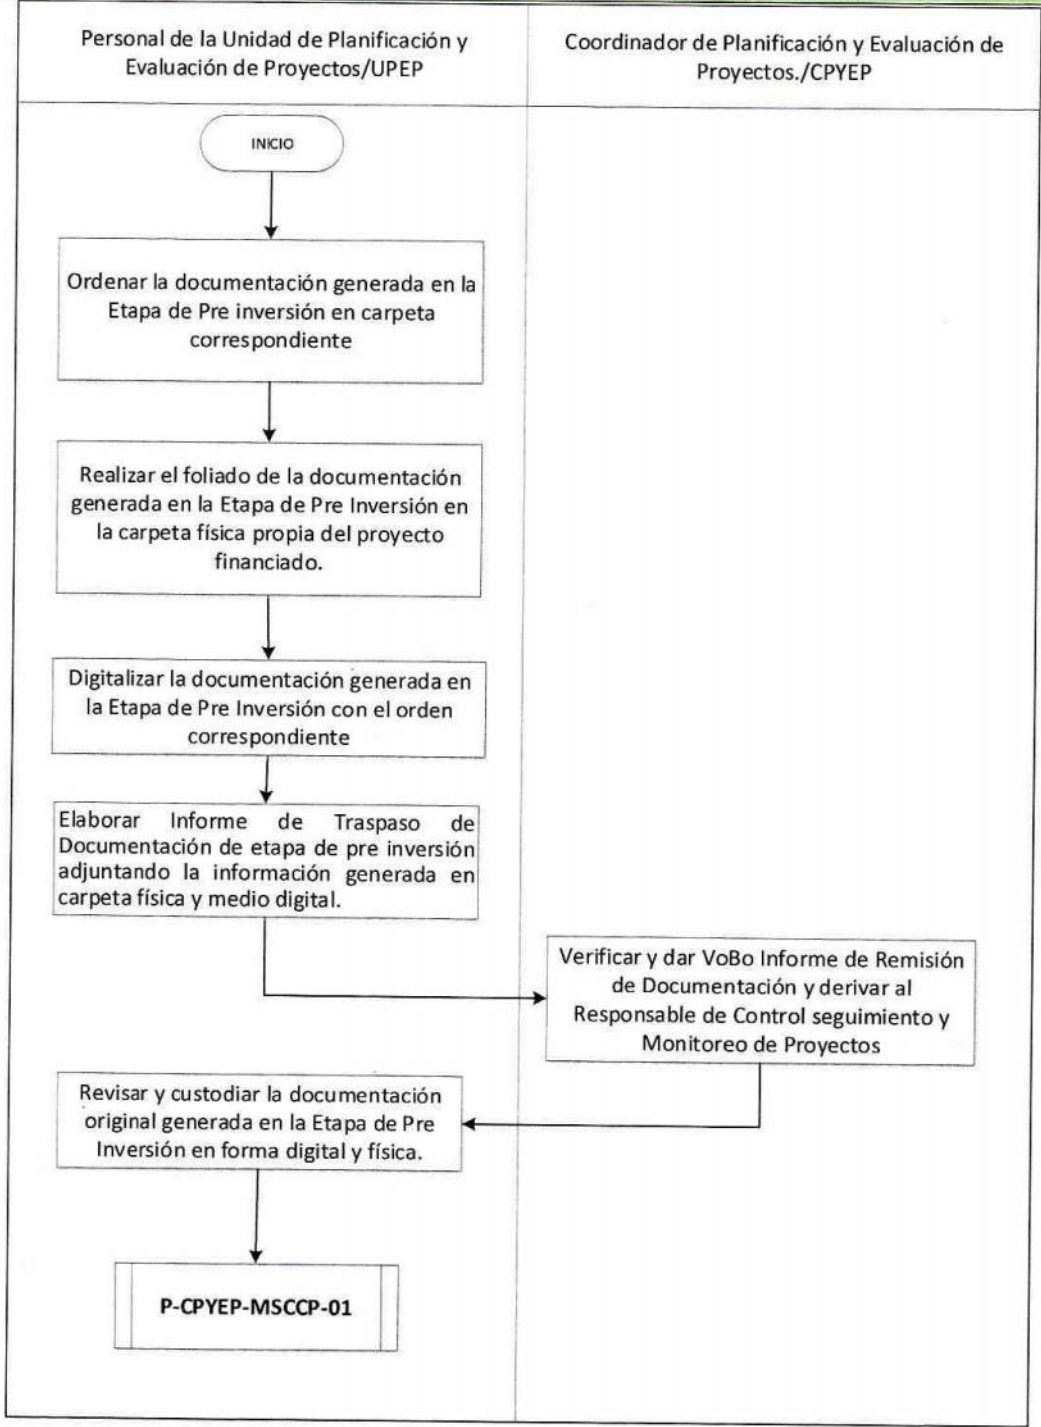 Personal de la Unidad de Planificación y
Evaluación de Proyectos/UPEP
Coordinador de Planificación y Evaluación de
Proyectos./CPYEP
INICIO
Ordenar la documentación generada en la
Etapa de Pre inversión en carpeta
correspondiente
Realizar el foliado de la documentación
generada en la Etapa de Pre Inversión en
la carpeta física propia del proyecto
financiado.
Digitalizar la documentación generada en
la Etapa de Pre Inversión con el orden
correspondiente
Elaborar Informe de Traspaso de
Documentación de etapa de pre inversión
adjuntando la información generada en
carpeta física y medio digital.
Verificar y dar VoBo Informe de Remisión
de Documentación y derivar al
Responsable de Control seguimiento y
Monitoreo de Proyectos
Revisar y custodiar la documentación
original generada en la Etapa de Pre
Inversión en forma digital y física.
P-CPYEP-MSCCP-01